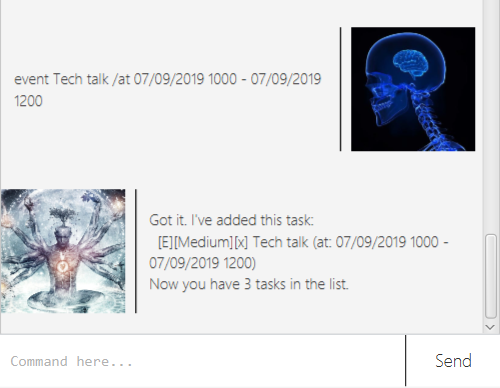 event Tech talk /at 07/09/2019 1000 - 07/09/2019
1200
Got it. I've added this task:
[E][Medium][x] Tech talk (at: 07/09/2019 1000 -
07/09/2019 1200)
Now you have 3 tasks in the list.
Command here...
Send